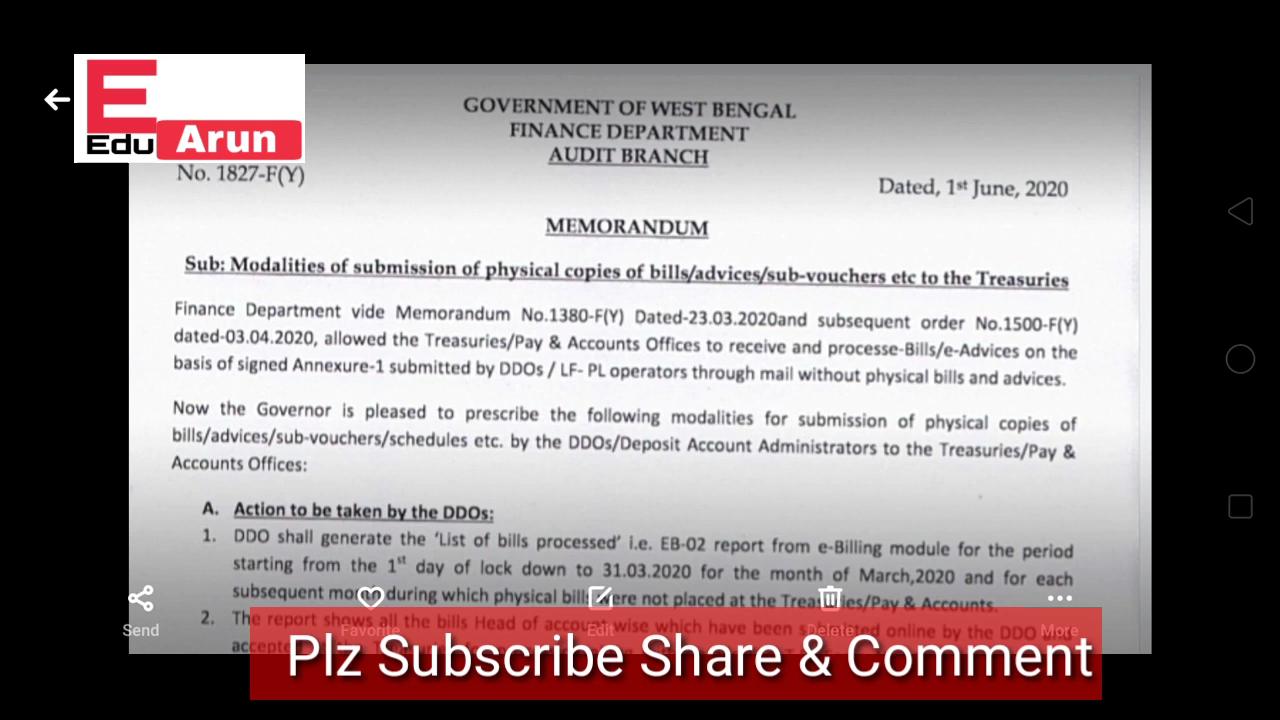 E
Edu Arun
GOVERNMENT OF WEST BENGAL
FINANCE DEPARTMENT
AUDIT BRANCH
No. 1827-F(Y)
Dated, 1st June, 2020
MEMORANDUM
Sub: Modalities of submission of physical copies of bills/advices/sub-vouchers etc to the Treasuries
Finance Department vide Memorandum No.1380-F(Y) Dated-23.03.2020and subsequent order No.1500-F(Y)
dated-03.04.2020, allowed the Treasuries/Pay & Accounts Offices to receive and processe-Bills/e-Advices on the
basis of signed Annexure-1 submitted by DDOs / LF- PL operators through mail without physical bills and advices.
Now the Governor is pleased to prescribe the following modalities for submission of physical copies of
bills/advices/sub-vouchers/schedules etc. by the DDOs/Deposit Account Administrators to the Treasuries/Pay &
Accounts Offices:
A. Action to be taken by the DDOs:
1. DDO shall generate the 'List of bills processed' i.e. EB-02 report from e-Billing module for the period
starting from the 1st day of lock down to 31.03.2020 for the month of March,2020 and for each
subsequent month during which physical bills were not placed at the Treasuries/Pay & Accounts.
2. The report shows all the bills Head of account wise which have been submitted online by the DDO
Send Favorite Edit Delete More
Plz Subscribe Share & Comment